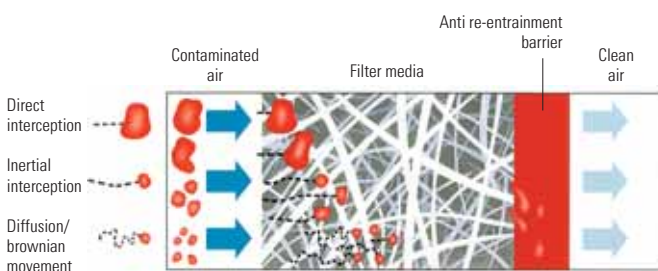 Anti re-entrainment
barrier
Contaminated
air
Filter media
Clean
air
Direct
interception
Inertial
interception
Diffusion/
brownian
movement